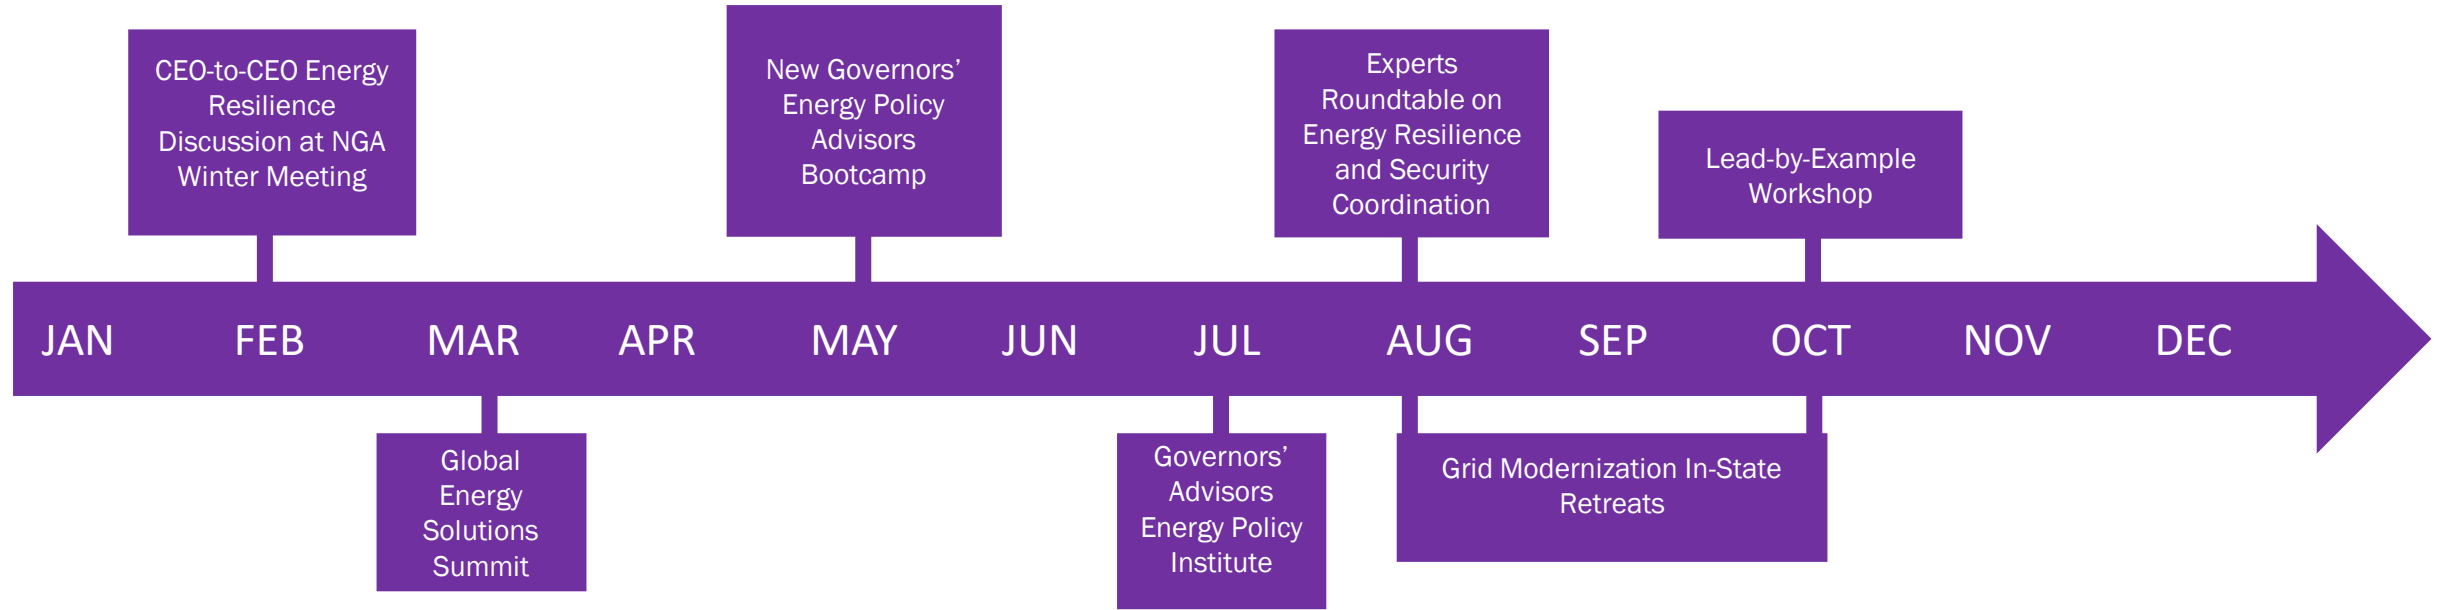 CEO-to-CEO Energy
Resilience
Discussion at NGA
Winter Meeting
New Governors’
Energy Policy
Advisors
Bootcamp
Experts
Roundtable on
Energy Resilience
and Security
Coordination
Lead-by-Example
Workshop
JAN FEB MAR APR MAY JUN JUL AUG SEP OCT NOV DEC
Global
Energy
Solutions
Summit
Governors’
Advisors
Energy Policy
Institute
Grid Modernization In-State
Retreats